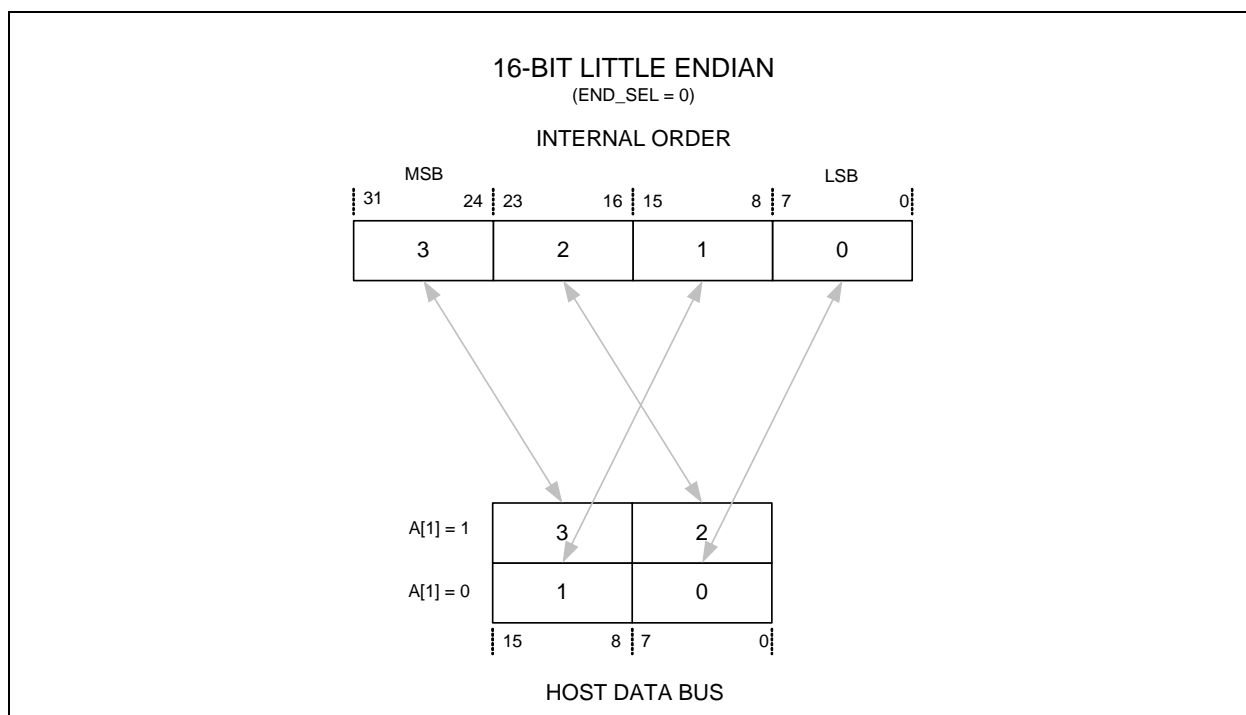 16-BIT LITTLE ENDIAN
(END_SEL = 0)
INTERNAL ORDER
MSB LSB
31 24 23 16 15 8 7 0
3 2 1 0
A[1] = 1 3 2
A[1] = 0 1 0
15 8 7 0
HOST DATA BUS